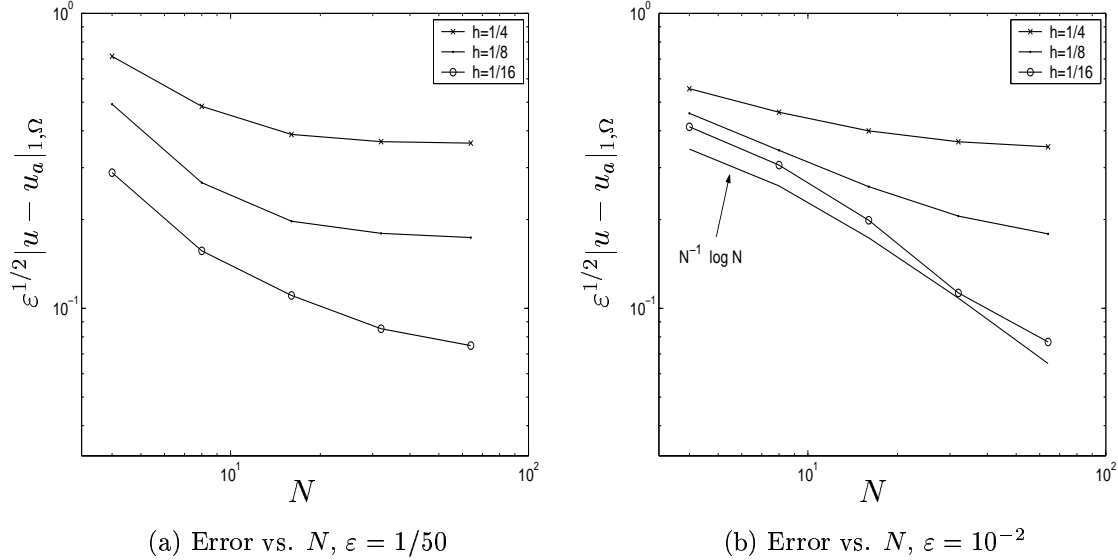 10^0
h=1/4
h=1/8
h=1/16
ε^{1/2}|u − u_a|_{1,Ω}
10^{−1}
10^1
10^2
N
(a) Error vs. N, ε = 1/50
10^0
h=1/4
h=1/8
h=1/16
ε^{1/2}|u − u_a|_{1,Ω}
N^{−1} log N
10^{−1}
10^1
10^2
N
(b) Error vs. N, ε = 10^{−2}